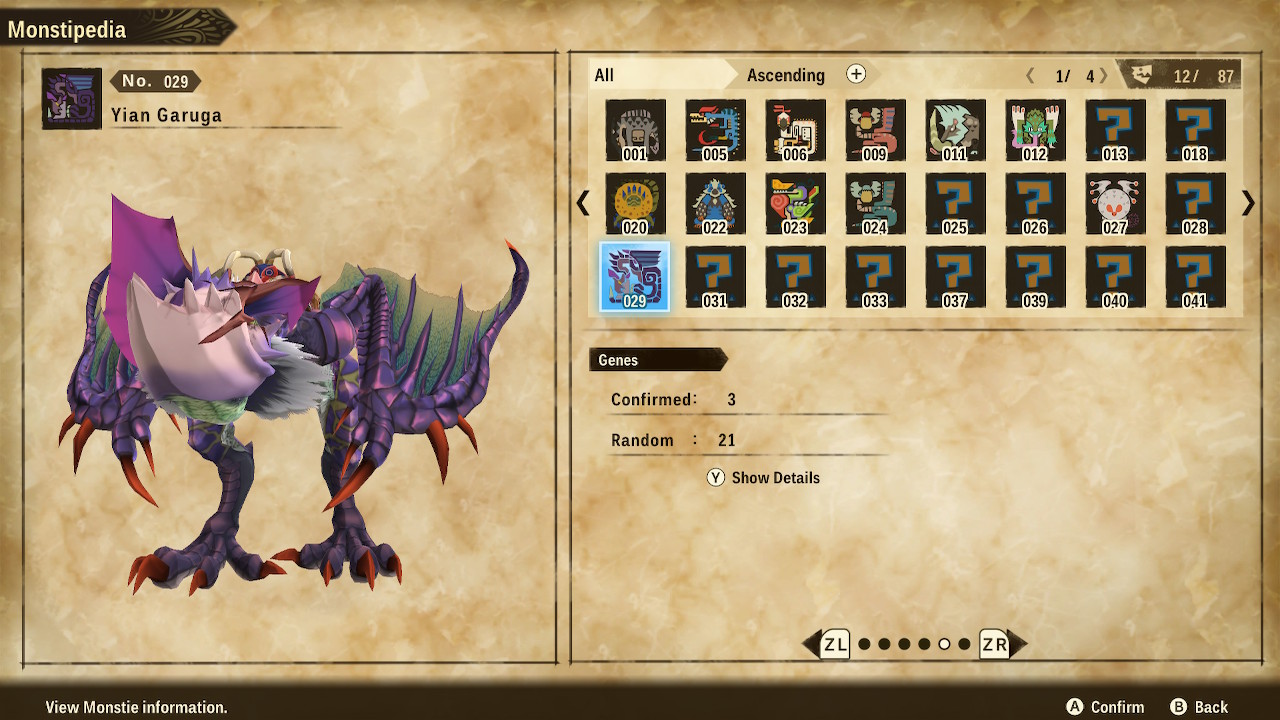 Monstipedia
No. 029
Yian Garuga
All
Ascending +
1/ 4
12/ 87
001 005 006 009 011 012 013 018
020 022 023 024 025 026 027 028
029 031 032 033 037 039 040 041
Genes
Confirmed: 3
Random : 21
Y Show Details
ZL ZR
View Monstie information.
A Confirm B Back